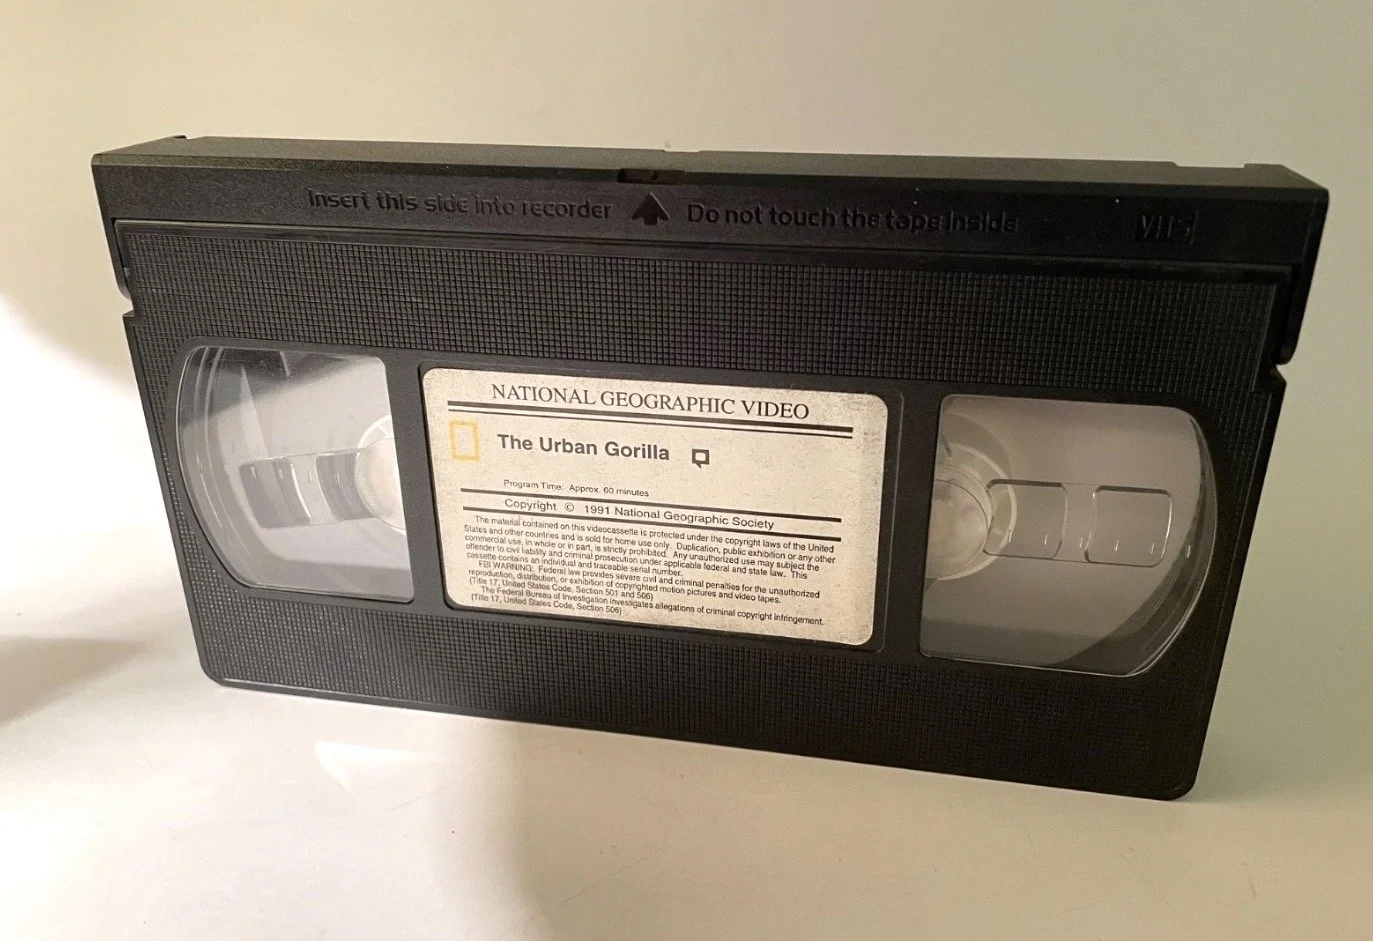 Insert this side into recorder Do not touch the tape inside VHS
NATIONAL GEOGRAPHIC VIDEO
The Urban Gorilla
Program Time: Approx. 60 minutes
Copyright © 1991 National Geographic Society
The material contained on this videocassette is protected under the copyright laws of the United
States and other countries and is sold for home use only. Duplication, public exhibition or any other
commercial use, in whole or in part, is strictly prohibited. Any unauthorized use may subject the
offender to civil liability and criminal prosecution under applicable federal and state law. This
cassette contains an individual and traceable serial number.
FBI WARNING: Federal law provides severe civil and criminal penalties for the unauthorized
reproduction, distribution, or exhibition of copyrighted motion pictures and video tapes.
(Title 17, United States Code, Section 501 and 506)
The Federal Bureau of Investigation investigates allegations of criminal copyright infringement.
(Title 17, United States Code, Section 506)